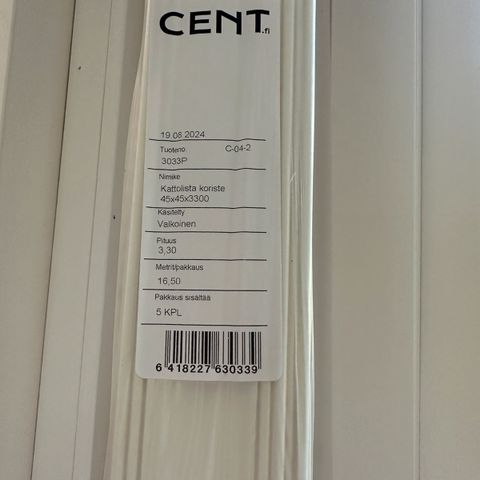 CENT.fi
19.08.2024
Tuoteno. C-04-2
3033P
Nimike
Kattolista koriste
45x45x3300
Käsitelty
Valkoinen
Pituus
3,30
Metrit/pakkaus
16,50
Pakkaus sisältää
5 KPL
6 418227 630339